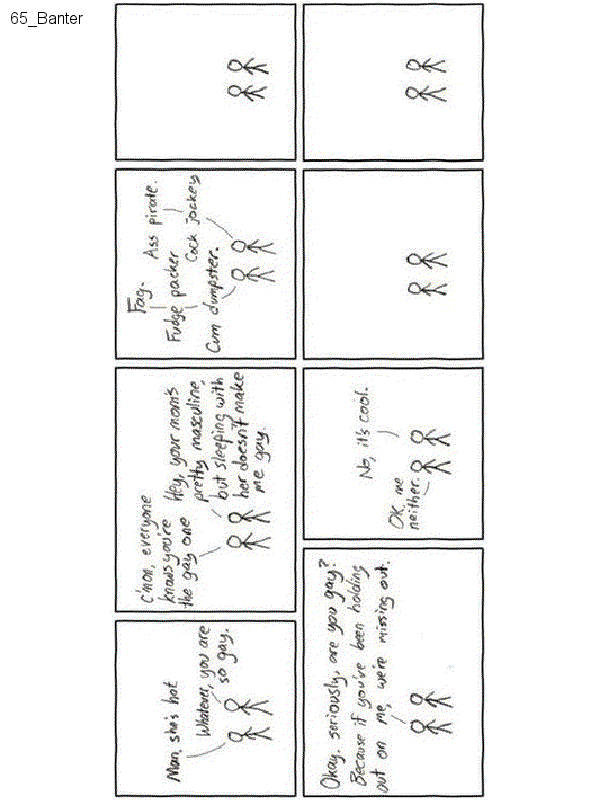 65_Banter
Man, she's hot
Whatever, you are
so gay.
C'mon, everyone
knows you're
the gay one
Hey, your mom's
pretty masculine,
but sleeping with
her doesn't make
me gay.
Fag.
Ass pirate.
Fudge packer
Cock jockey
Cum dumpster.
Okay, seriously, are you gay?
Because if you've been holding
out on me, we're missing out.
No, it's cool.
OK, me
neither.